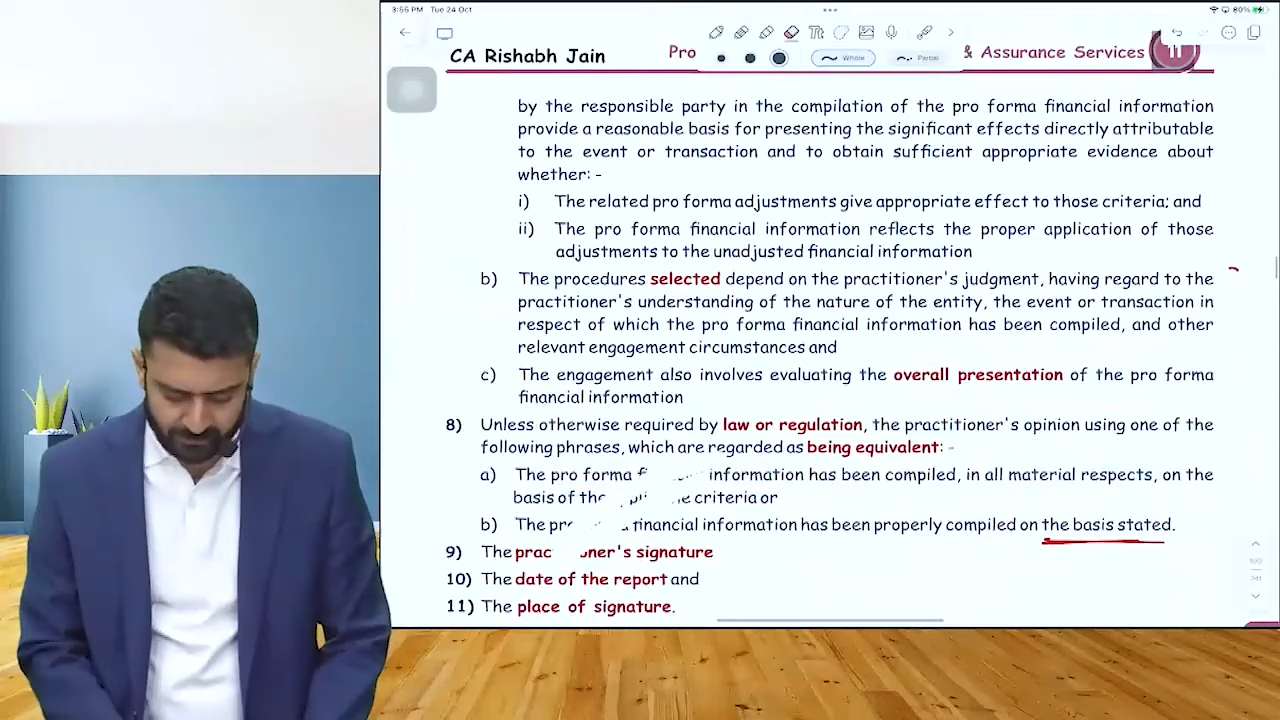 3:55 PM Tue 24 Oct
80%
CA Rishabh Jain Pro & Assurance Services
Whole Partial
by the responsible party in the compilation of the pro forma financial information
provide a reasonable basis for presenting the significant effects directly attributable
to the event or transaction and to obtain sufficient appropriate evidence about
whether: -
i) The related pro forma adjustments give appropriate effect to those criteria; and
ii) The pro forma financial information reflects the proper application of those
adjustments to the unadjusted financial information
b) The procedures selected depend on the practitioner's judgment, having regard to the
practitioner's understanding of the nature of the entity, the event or transaction in
respect of which the pro forma financial information has been compiled, and other
relevant engagement circumstances and
c) The engagement also involves evaluating the overall presentation of the pro forma
financial information
8) Unless otherwise required by law or regulation, the practitioner's opinion using one of the
following phrases, which are regarded as being equivalent: -
a) The pro forma information has been compiled, in all material respects, on the
basis of the criteria or
b) The financial information has been properly compiled on the basis stated.
9) The signature
10) The date of the report and
11) The place of signature.